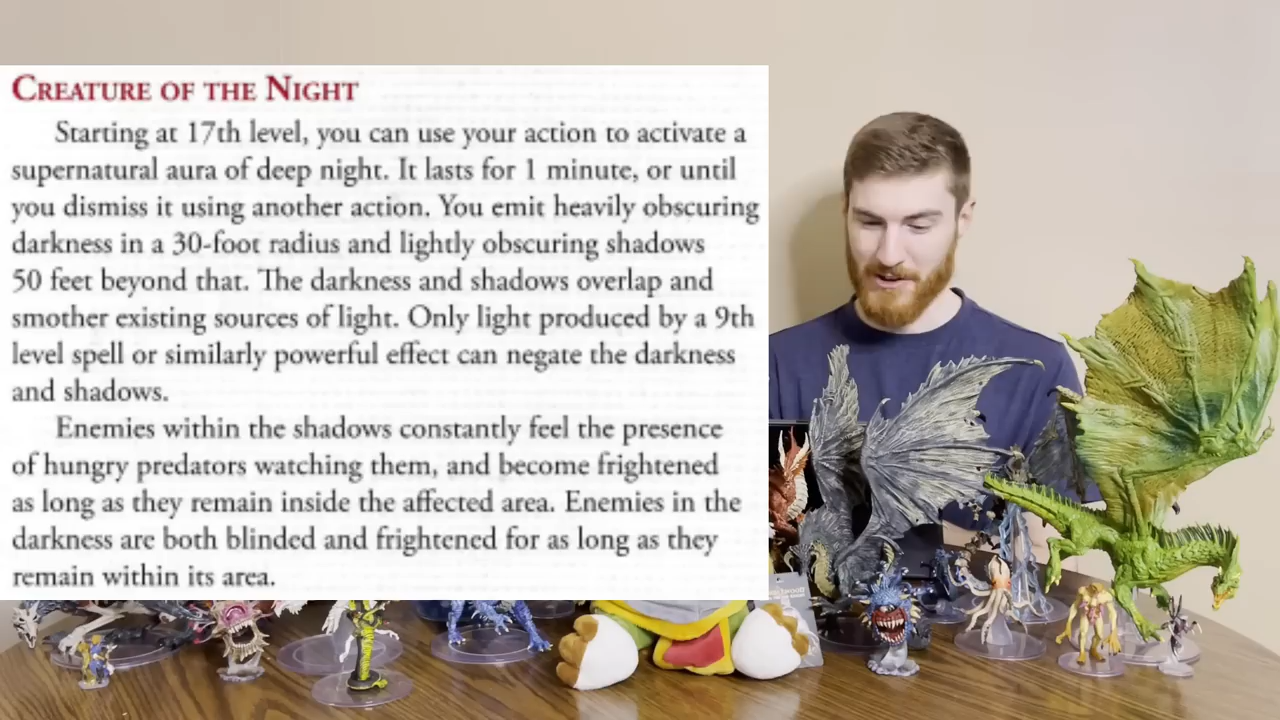 CREATURE OF THE NIGHT
Starting at 17th level, you can use your action to activate a
supernatural aura of deep night. It lasts for 1 minute, or until
you dismiss it using another action. You emit heavily obscuring
darkness in a 30-foot radius and lightly obscuring shadows
50 feet beyond that. The darkness and shadows overlap and
smother existing sources of light. Only light produced by a 9th
level spell or similarly powerful effect can negate the darkness
and shadows.
Enemies within the shadows constantly feel the presence
of hungry predators watching them, and become frightened
as long as they remain inside the affected area. Enemies in the
darkness are both blinded and frightened for as long as they
remain within its area.